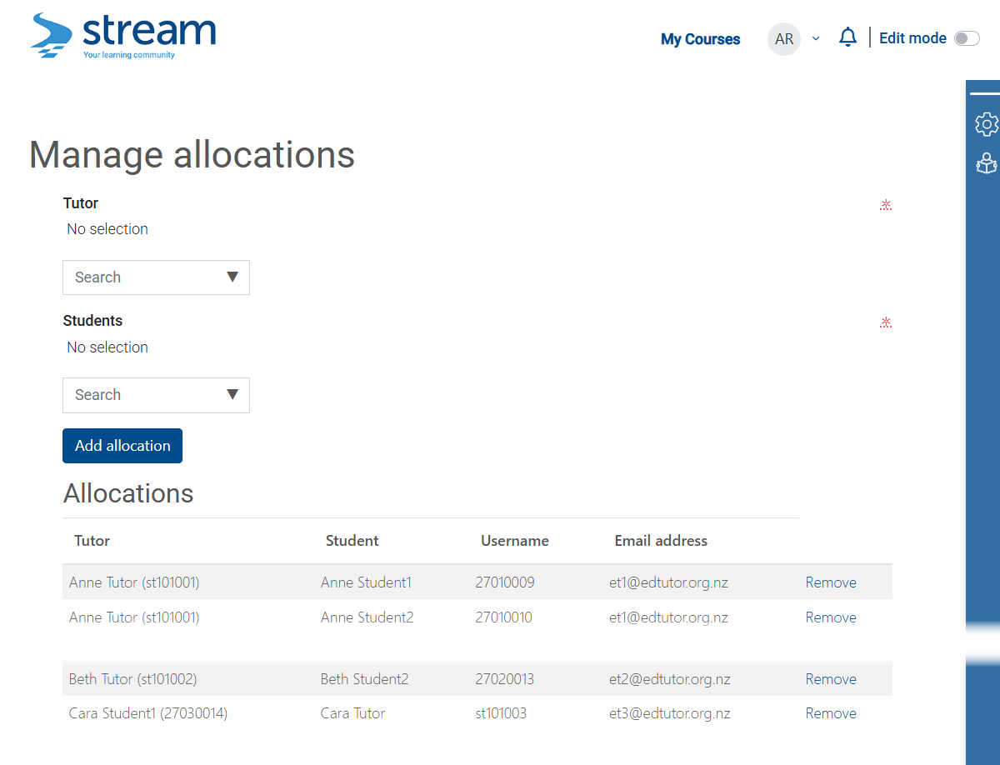 stream
Your learning community
My Courses AR Edit mode
Manage allocations
Tutor
No selection
Search
Students
No selection
Search
Add allocation
Allocations
Tutor Student Username Email address
Anne Tutor (st101001) Anne Student1 27010009 et1@edtutor.org.nz Remove
Anne Tutor (st101001) Anne Student2 27010010 et1@edtutor.org.nz Remove
Beth Tutor (st101002) Beth Student2 27020013 et2@edtutor.org.nz Remove
Cara Student1 (27030014) Cara Tutor st101003 et3@edtutor.org.nz Remove